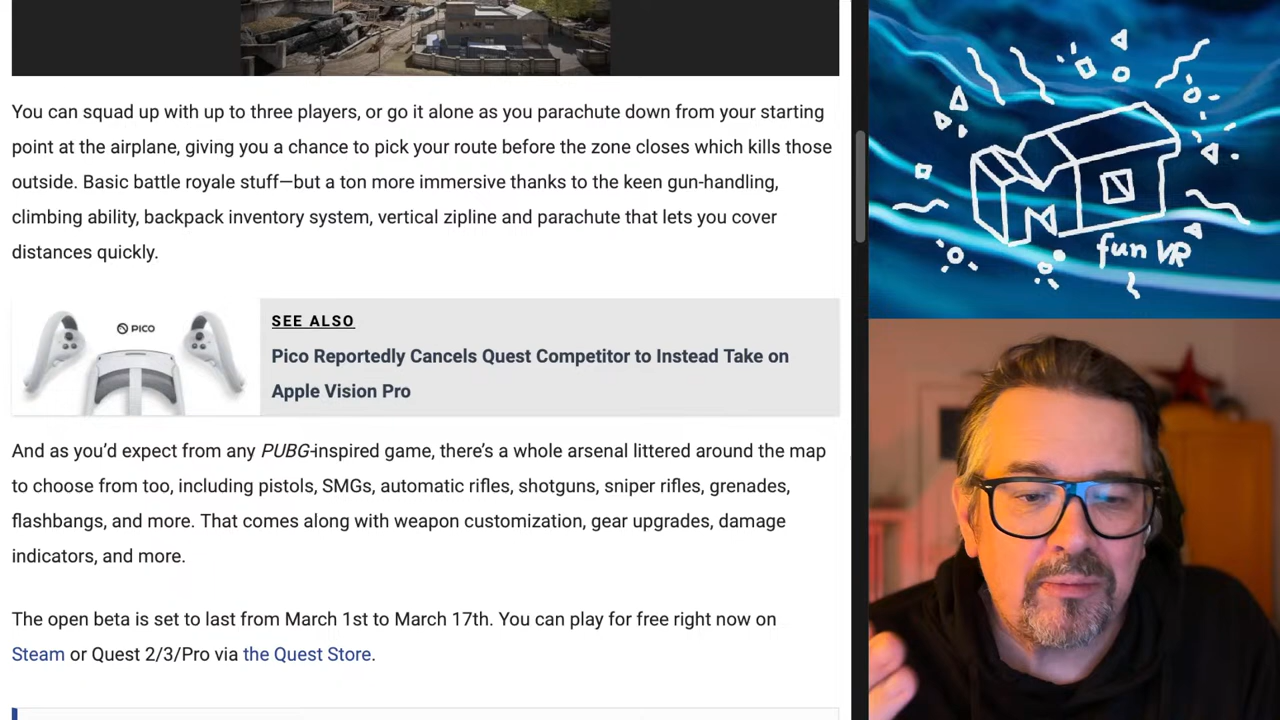 You can squad up with up to three players, or go it alone as you parachute down from your starting
point at the airplane, giving you a chance to pick your route before the zone closes which kills those
outside. Basic battle royale stuff—but a ton more immersive thanks to the keen gun-handling,
climbing ability, backpack inventory system, vertical zipline and parachute that lets you cover
distances quickly.
PICO
SEE ALSO
Pico Reportedly Cancels Quest Competitor to Instead Take on
Apple Vision Pro
And as you’d expect from any PUBG-inspired game, there’s a whole arsenal littered around the map
to choose from too, including pistols, SMGs, automatic rifles, shotguns, sniper rifles, grenades,
flashbangs, and more. That comes along with weapon customization, gear upgrades, damage
indicators, and more.
The open beta is set to last from March 1st to March 17th. You can play for free right now on
Steam or Quest 2/3/Pro via the Quest Store.
fun VR